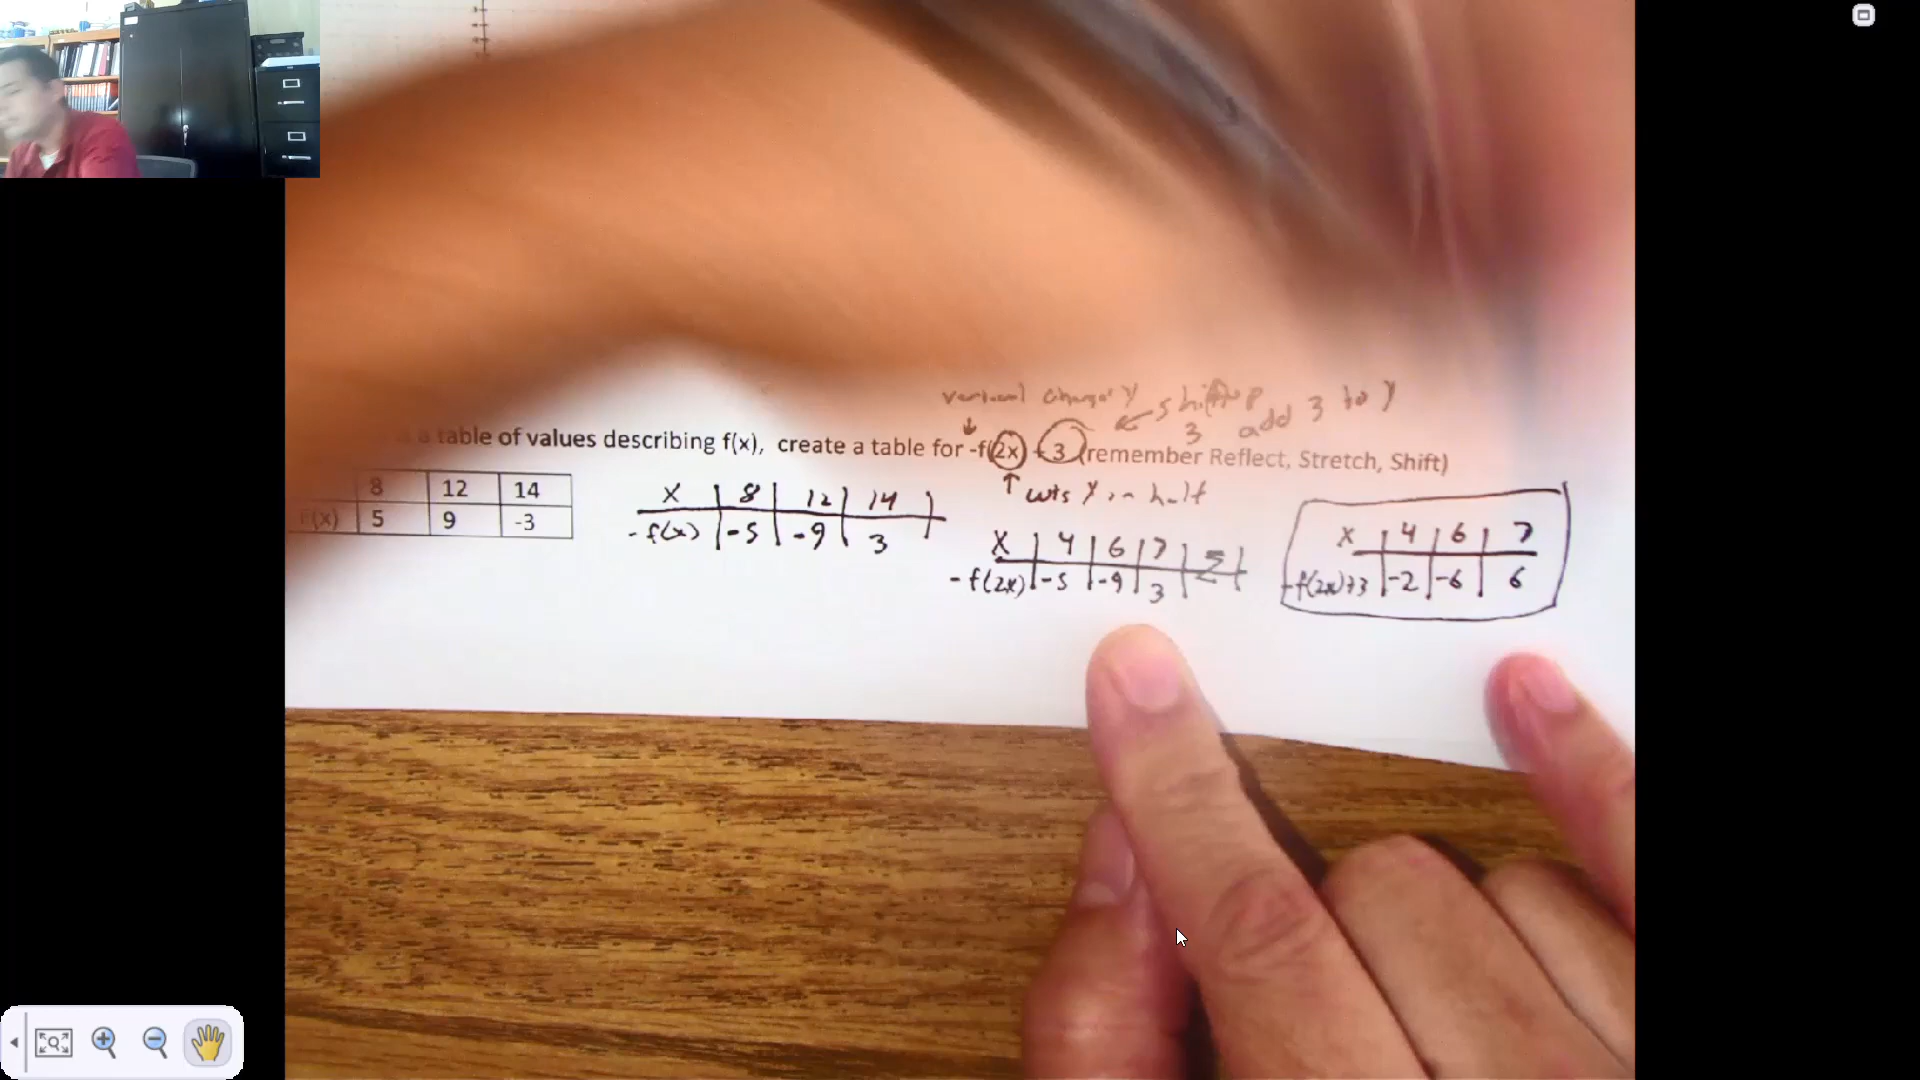 vertical change Y shift up
3 add 3 to Y
a table of values describing f(x), create a table for -f(2x) + 3 (remember Reflect, Stretch, Shift)
cuts X in half
8 12 14
f(x) 5 9 -3
X 8 12 14
-f(x) -5 -9 3
X 4 6 7
-f(2x) -5 -9 3
X 4 6 7
-f(2x)+3 -2 -6 6